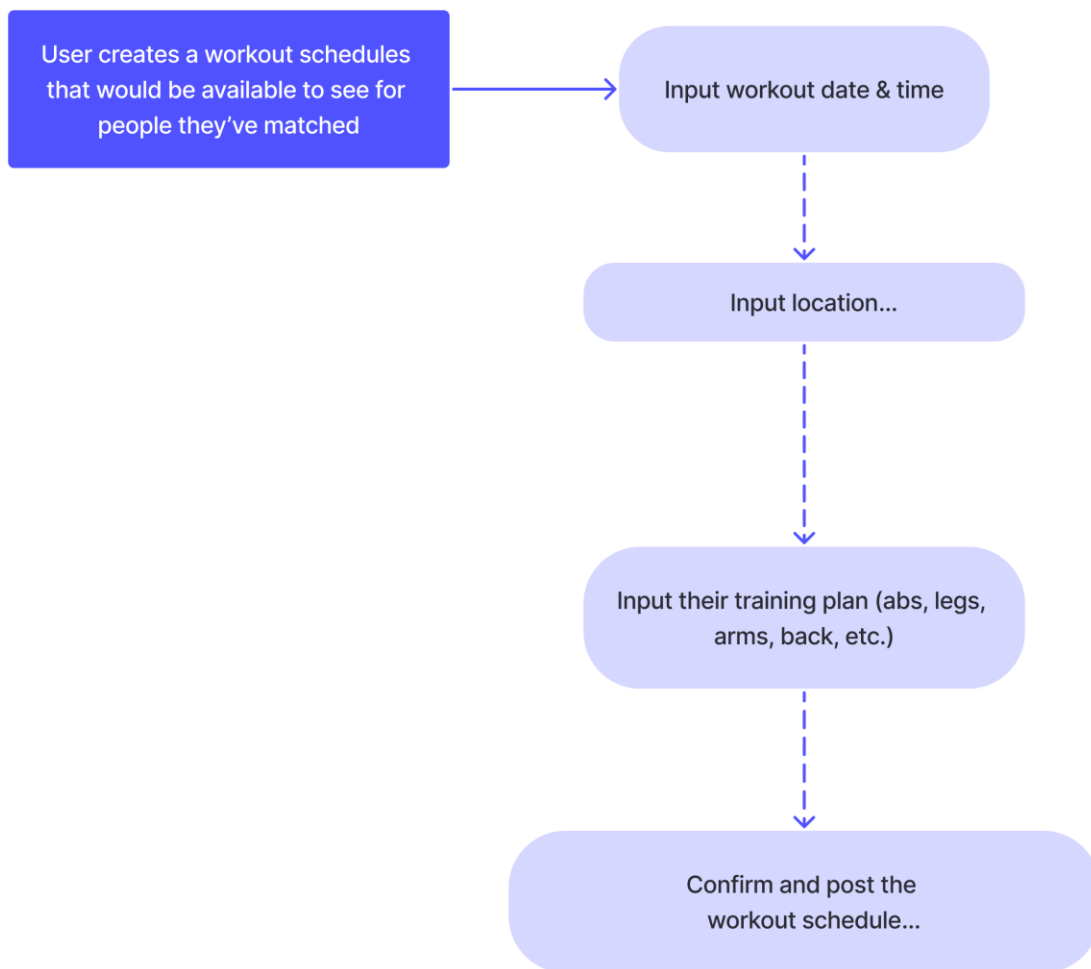 User creates a workout schedules
that would be available to see for
people they’ve matched
Input workout date & time
Input location...
Input their training plan (abs, legs,
arms, back, etc.)
Confirm and post the
workout schedule...